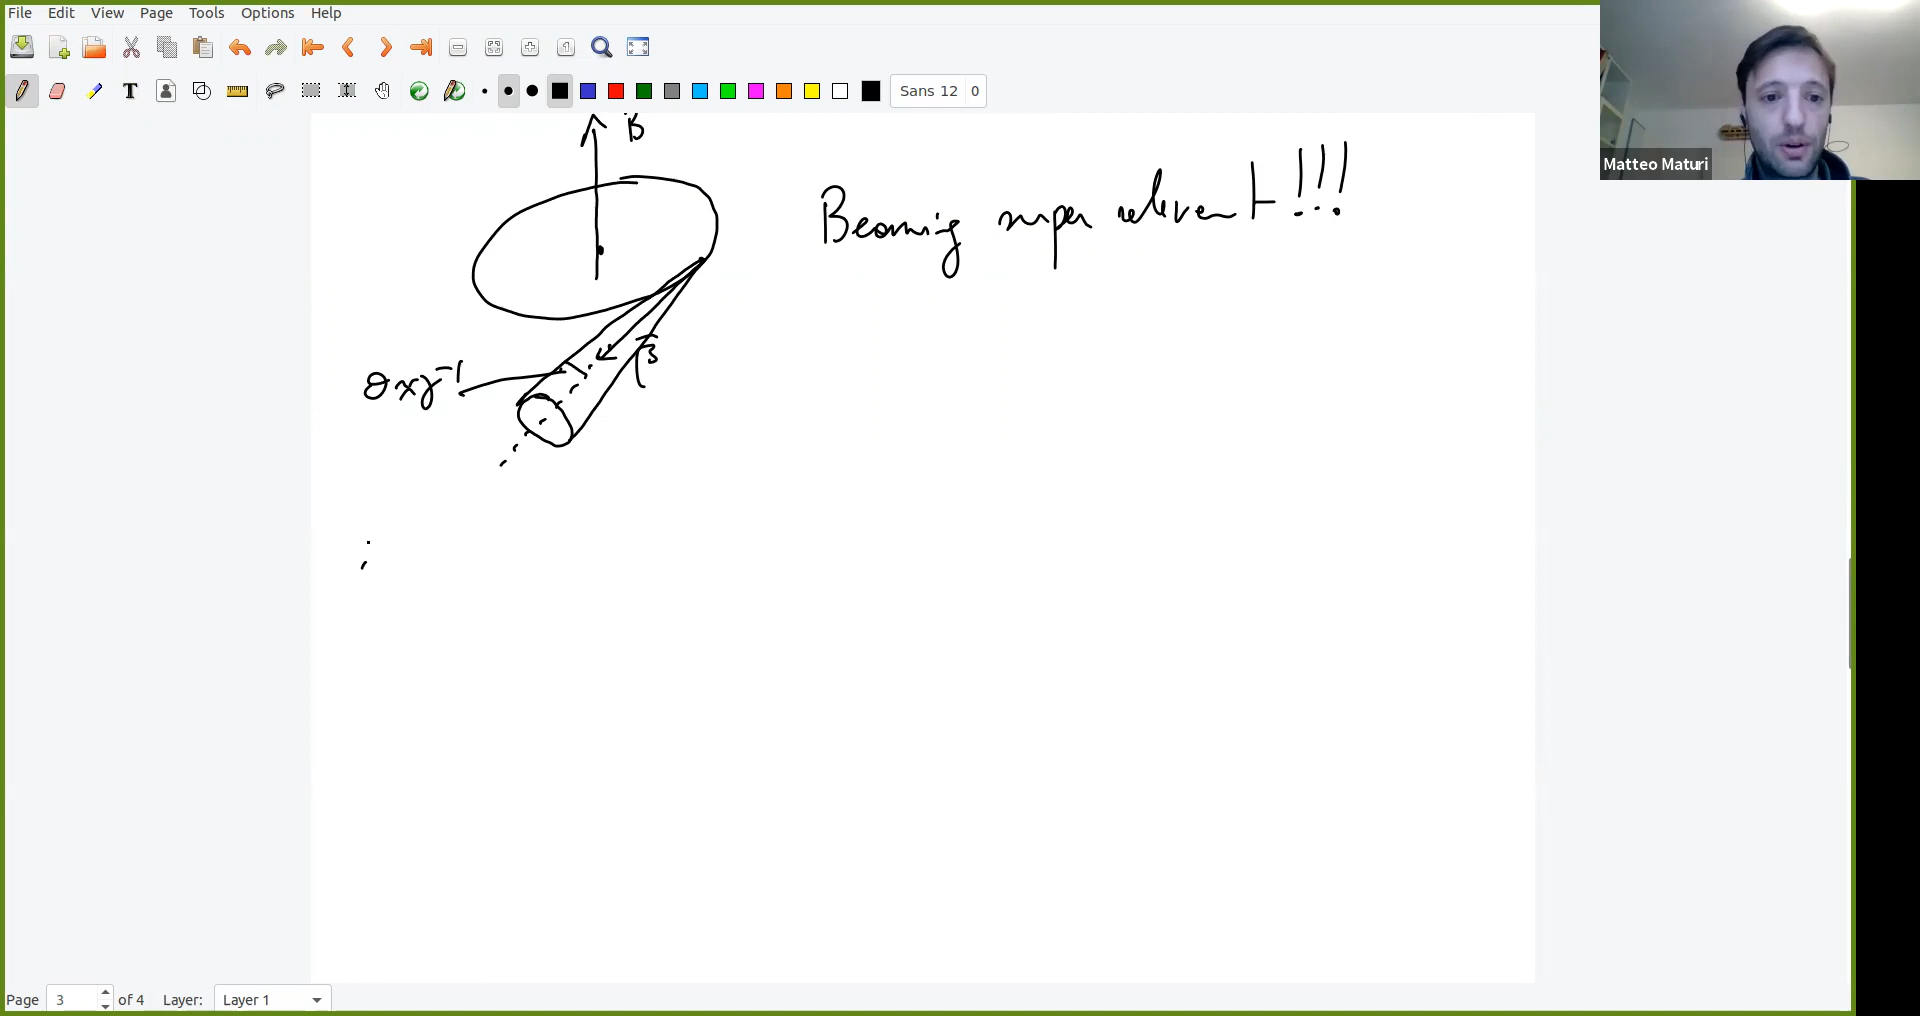 File Edit View Page Tools Options Help
Sans 12 0
Matteo Maturi
B
Beaming super relevant !!!
β
θ∝γ⁻¹
Page 3 of 4 Layer: Layer 1